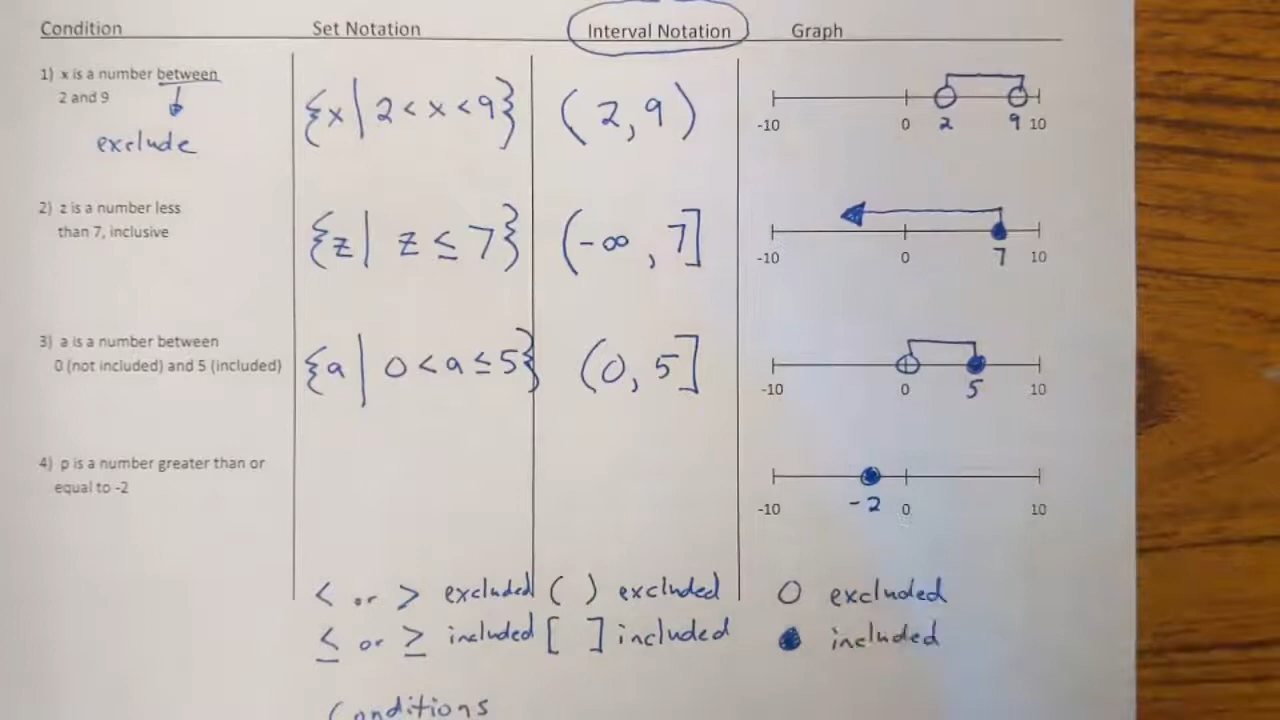 Condition Set Notation Interval Notation Graph
1) x is a number between
2 and 9
exclude
{x| 2 < x < 9} (2, 9)
-10 0 2 9 10
2) z is a number less
than 7, inclusive
{z| z ≤ 7} (-∞, 7]
-10 0 7 10
3) a is a number between
0 (not included) and 5 (included)
{a| 0 < a ≤ 5} (0, 5]
-10 0 5 10
4) p is a number greater than or
equal to -2
-10 -2 0 10
< or > excluded ( ) excluded O excluded
≤ or ≥ included [ ] included ● included
Conditions